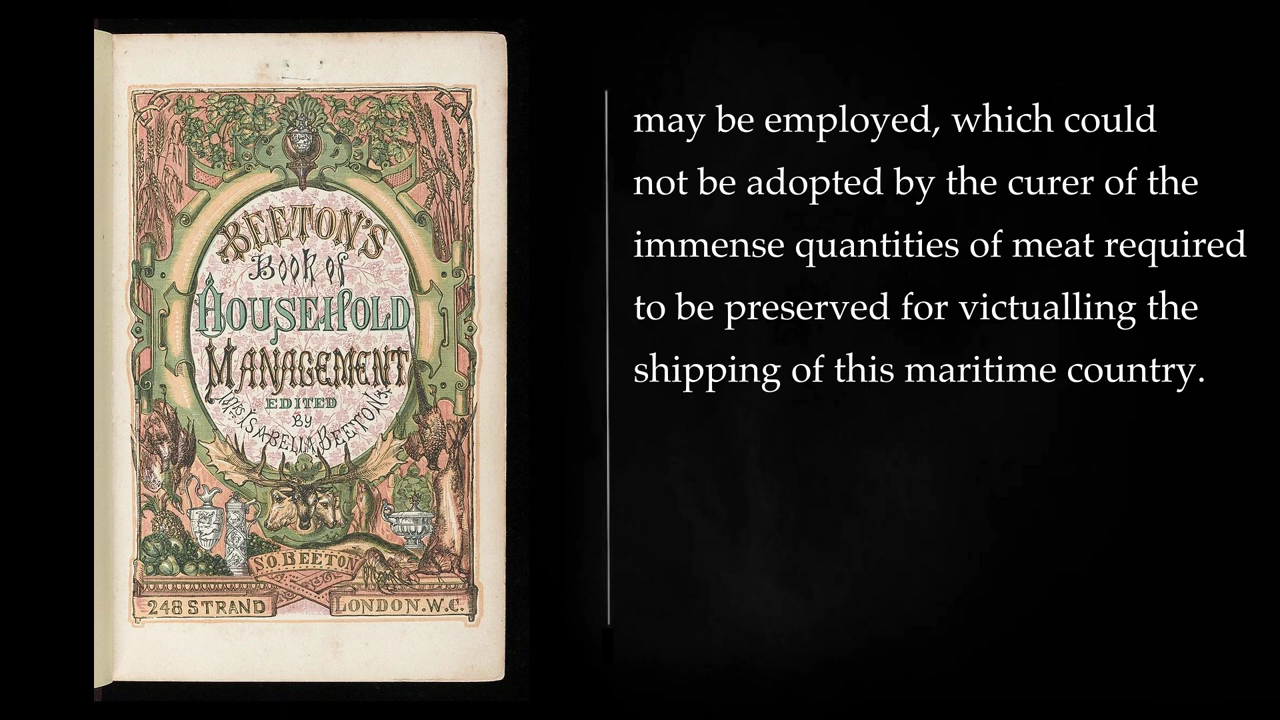 BEETON'S
Book of
HOUSEHOLD
MANAGEMENT
EDITED
BY
MRS ISABELLA BEETON
S.O. BEETON
248 STRAND
LONDON. W.C.
may be employed, which could
not be adopted by the curer of the
immense quantities of meat required
to be preserved for victualling the
shipping of this maritime country.